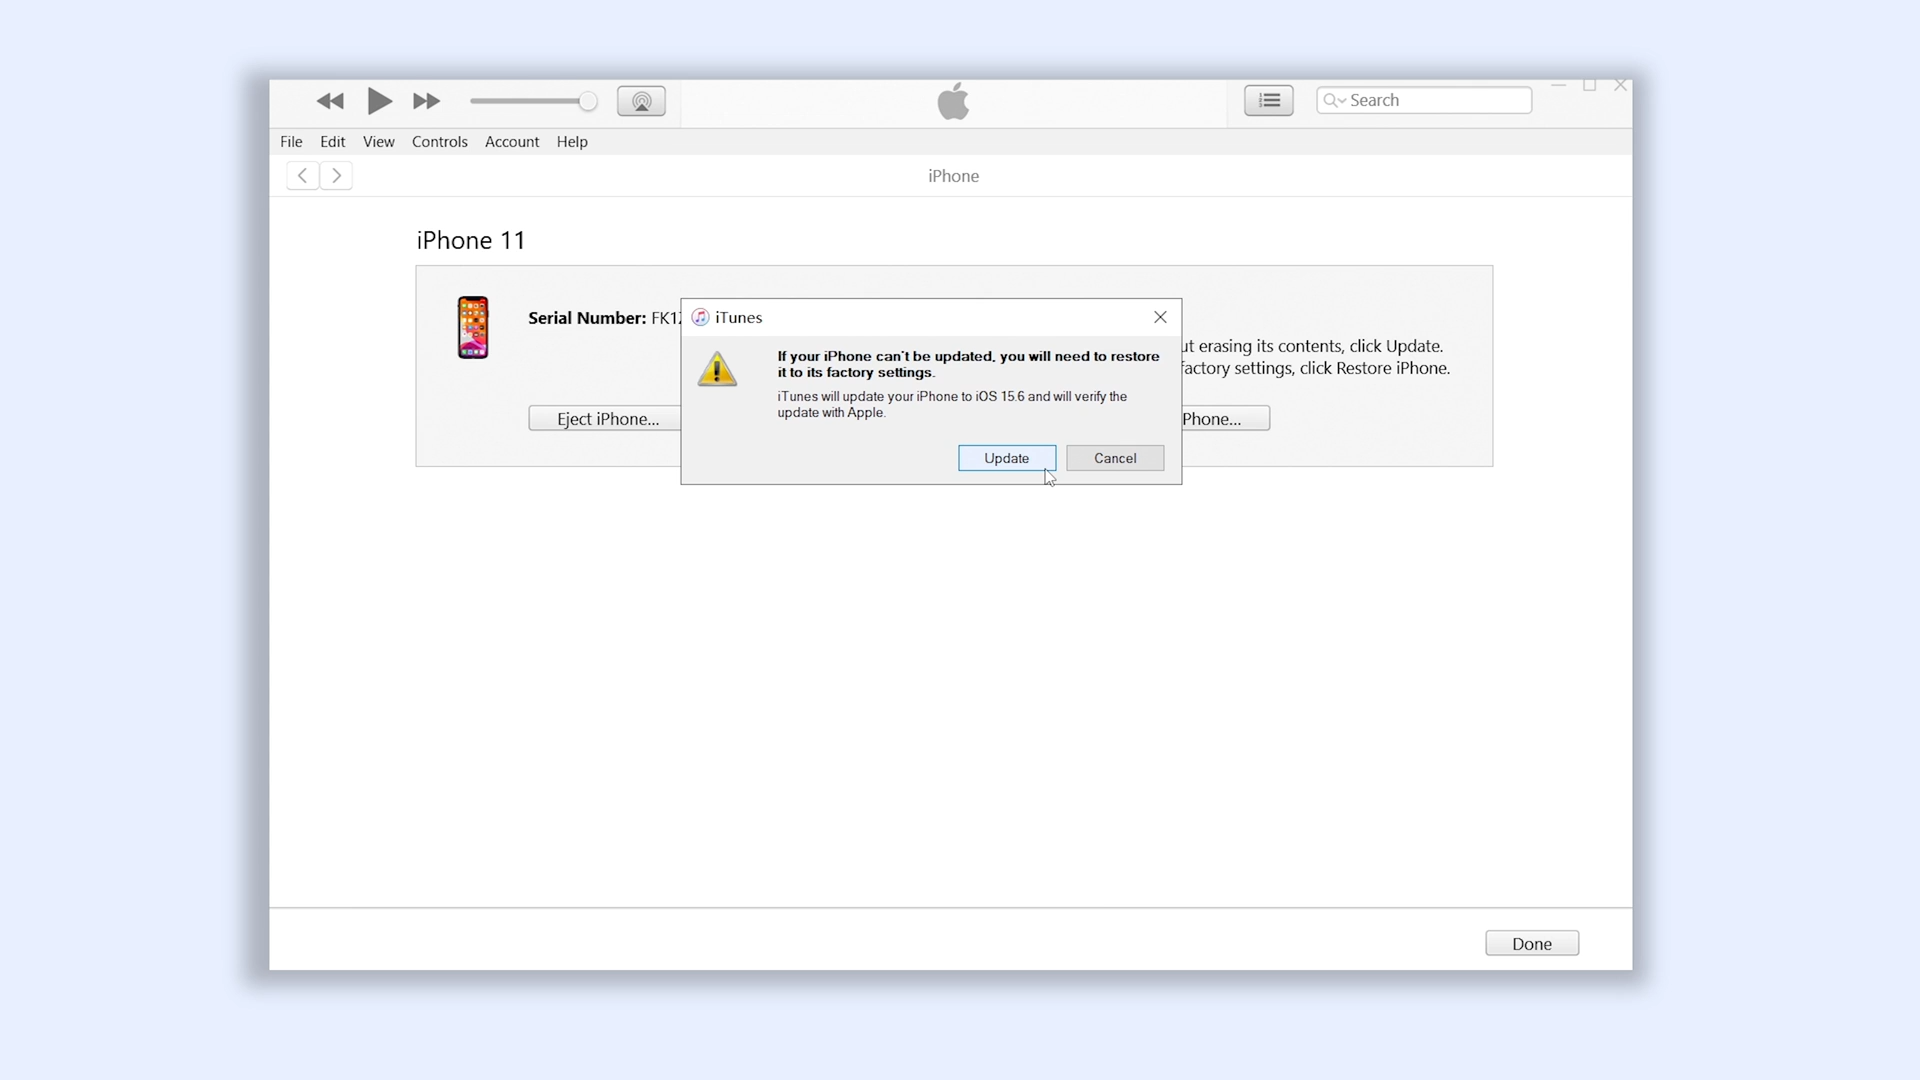 Search
File Edit View Controls Account Help
iPhone
iPhone 11
Serial Number: FK1
iTunes
If your iPhone can't be updated, you will need to restore
it to its factory settings.
iTunes will update your iPhone to iOS 15.6 and will verify the
update with Apple.
Update Cancel
ut erasing its contents, click Update.
factory settings, click Restore iPhone.
Eject iPhone...
Phone...
Done